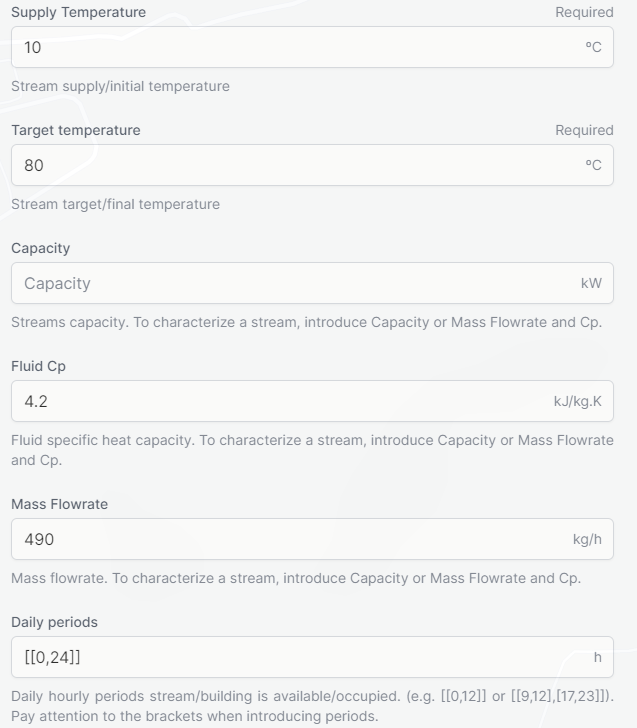 Supply Temperature Required
10 ºC
Stream supply/initial temperature
Target temperature Required
80 ºC
Stream target/final temperature
Capacity
Capacity kW
Streams capacity. To characterize a stream, introduce Capacity or Mass Flowrate and Cp.
Fluid Cp
4.2 kJ/kg.K
Fluid specific heat capacity. To characterize a stream, introduce Capacity or Mass Flowrate
and Cp.
Mass Flowrate
490 kg/h
Mass flowrate. To characterize a stream, introduce Capacity or Mass Flowrate and Cp.
Daily periods
[[0,24]] h
Daily hourly periods stream/building is available/occupied. (e.g. [[0,12]] or [[9,12],[17,23]]).
Pay attention to the brackets when introducing periods.